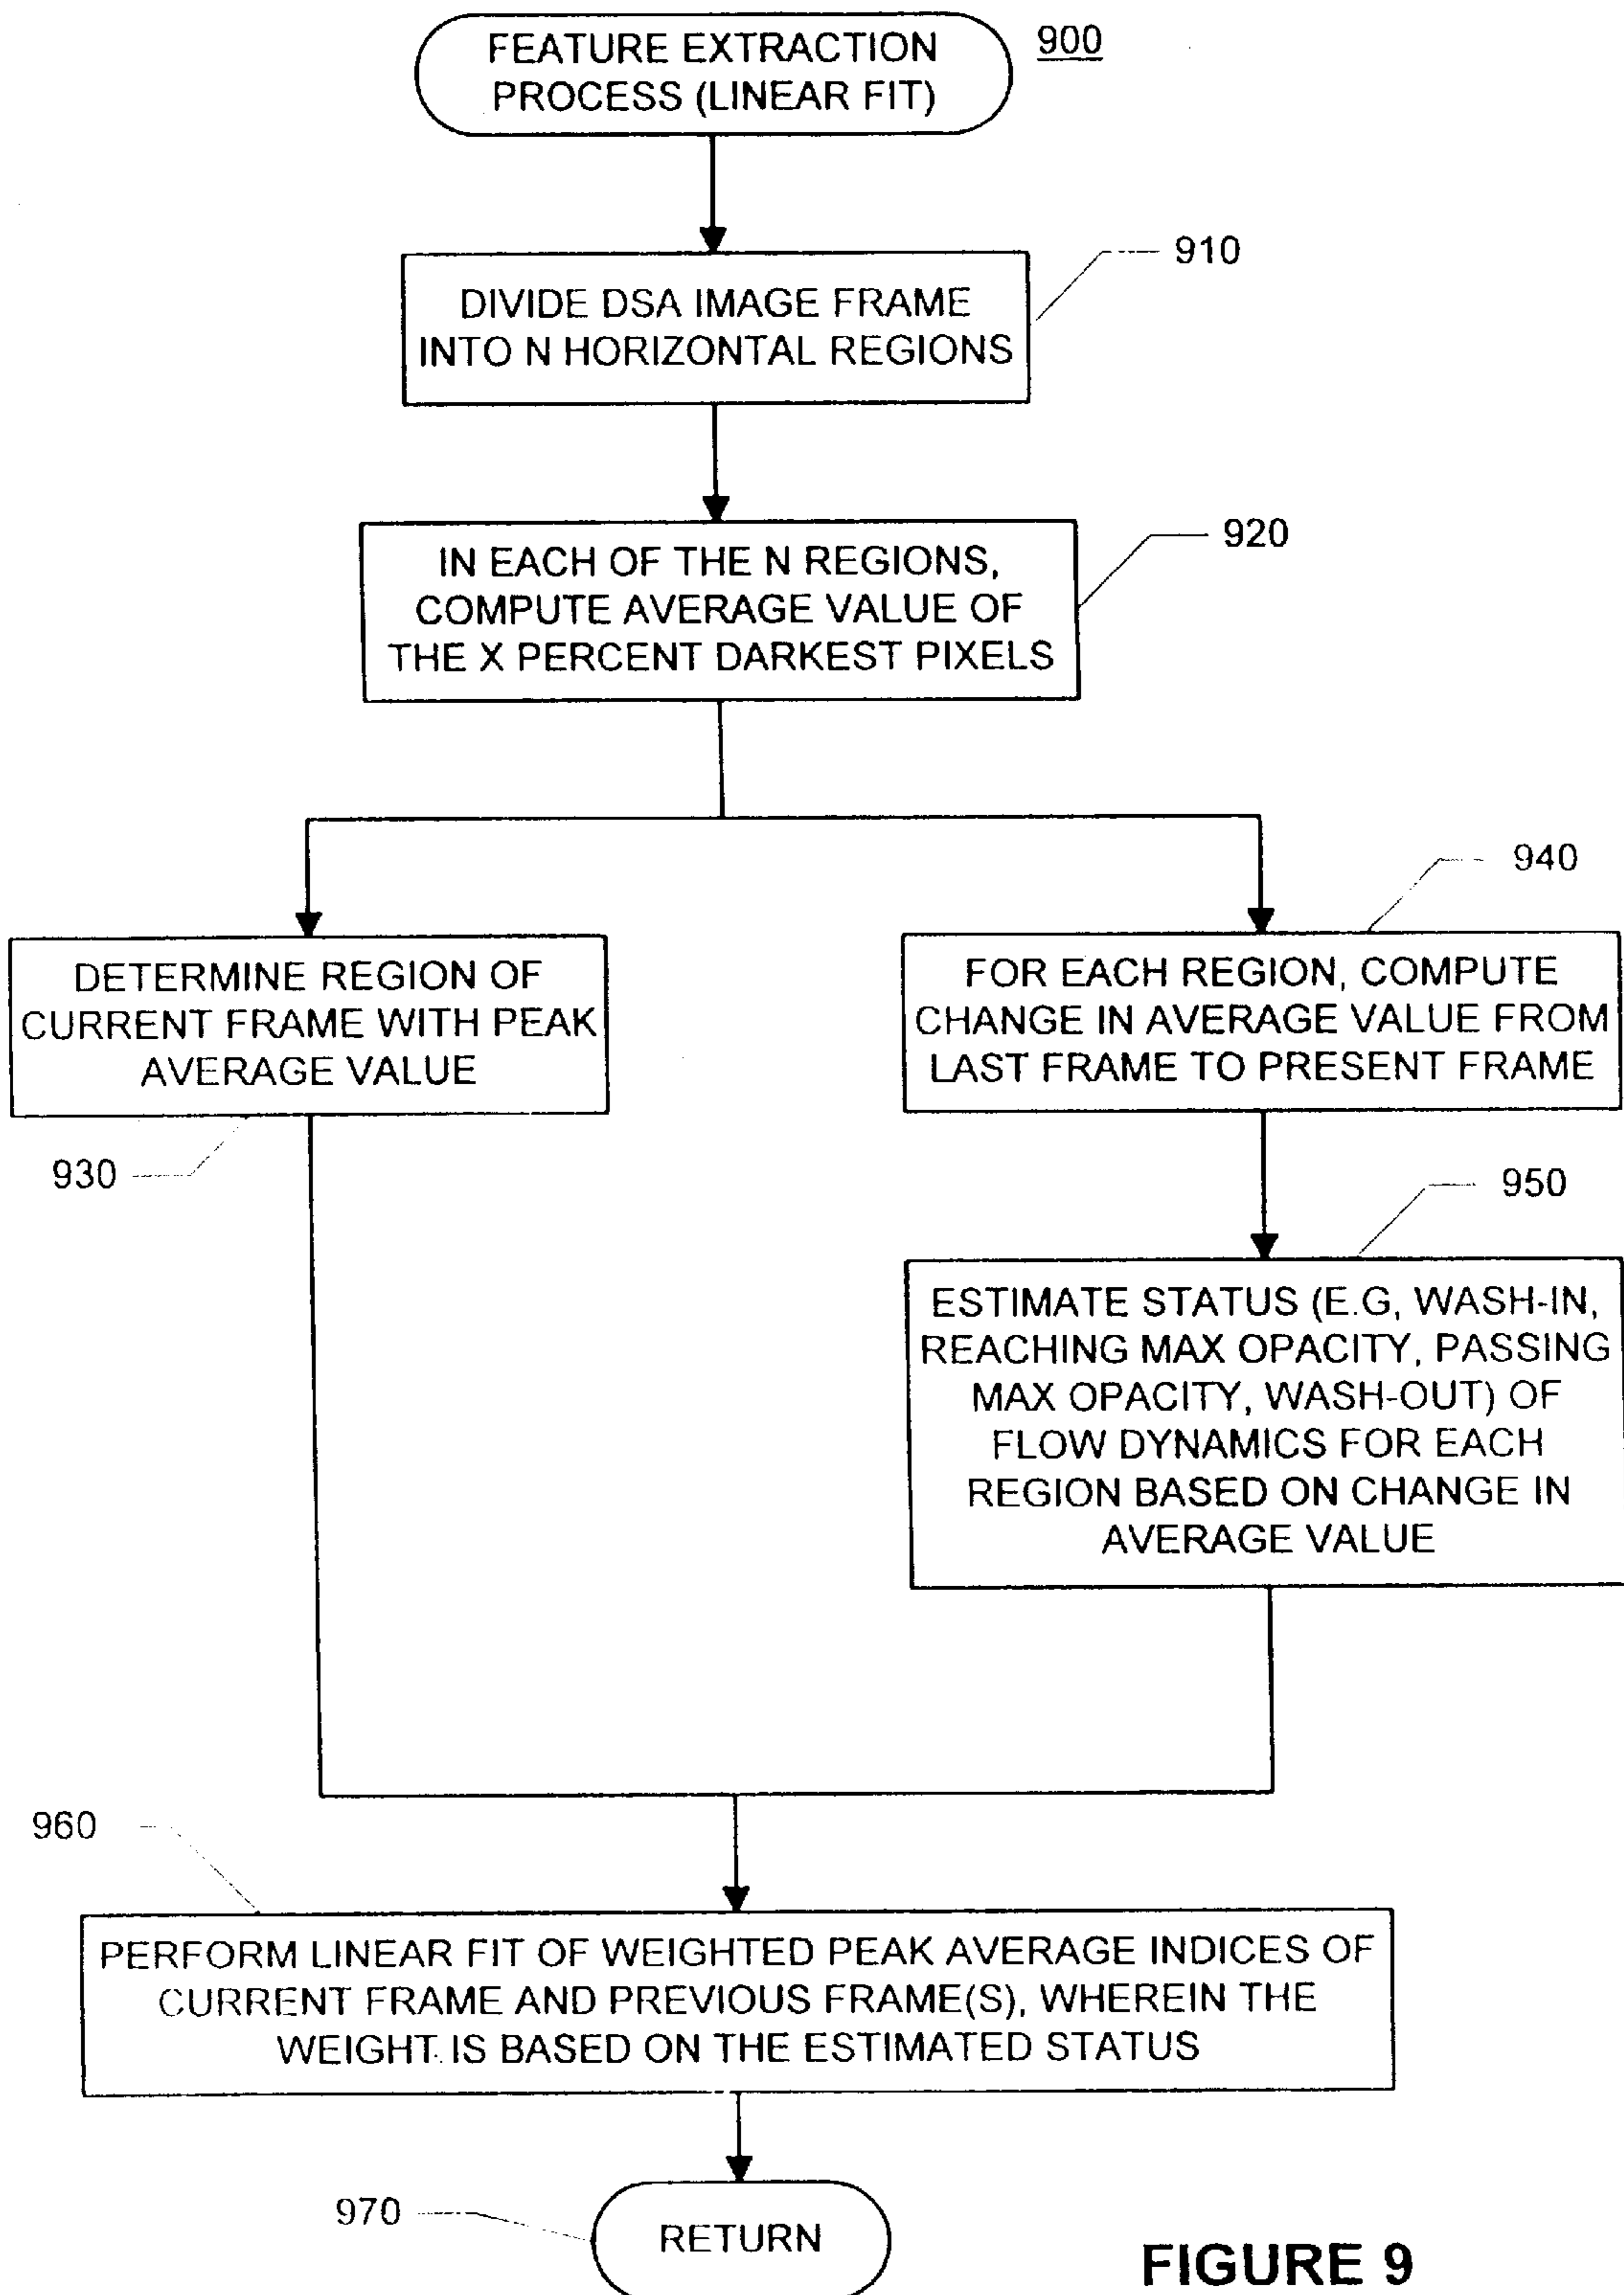 FEATURE EXTRACTION
PROCESS (LINEAR FIT)
900
910
DIVIDE DSA IMAGE FRAME
INTO N HORIZONTAL REGIONS
920
IN EACH OF THE N REGIONS,
COMPUTE AVERAGE VALUE OF
THE X PERCENT DARKEST PIXELS
940
DETERMINE REGION OF
CURRENT FRAME WITH PEAK
AVERAGE VALUE
930
FOR EACH REGION, COMPUTE
CHANGE IN AVERAGE VALUE FROM
LAST FRAME TO PRESENT FRAME
950
ESTIMATE STATUS (E.G, WASH-IN,
REACHING MAX OPACITY, PASSING
MAX OPACITY, WASH-OUT) OF
FLOW DYNAMICS FOR EACH
REGION BASED ON CHANGE IN
AVERAGE VALUE
960
PERFORM LINEAR FIT OF WEIGHTED PEAK AVERAGE INDICES OF
CURRENT FRAME AND PREVIOUS FRAME(S), WHEREIN THE
WEIGHT IS BASED ON THE ESTIMATED STATUS
970
RETURN
FIGURE 9